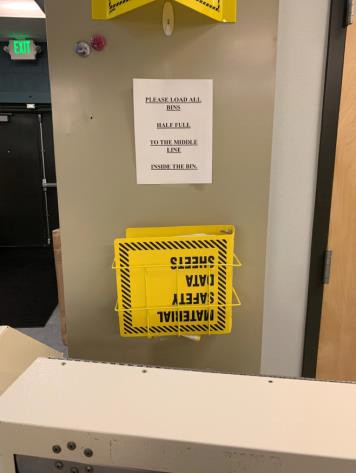 EXIT
PLEASE LOAD ALL
BINS
HALF FULL
TO THE MIDDLE
LINE
INSIDE THE BIN.
MATERIAL
SAFETY
DATA
SHEETS